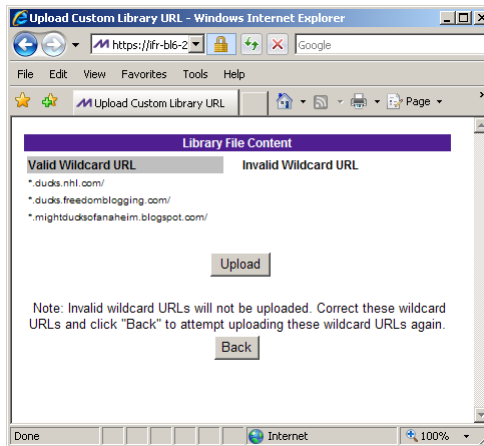 Upload Custom Library URL - Windows Internet Explorer
https://ifr-bl6-2
Google
File Edit View Favorites Tools Help
Upload Custom Library URL
Page
Library File Content
Valid Wildcard URL Invalid Wildcard URL
*.ducks.nhl.com/
*.ducks.freedomblogging.com/
*.mightducksofanaheim.blogspot.com/
Upload
Note: Invalid wildcard URLs will not be uploaded. Correct these wildcard
URLs and click "Back" to attempt uploading these wildcard URLs again.
Back
Done Internet 100%